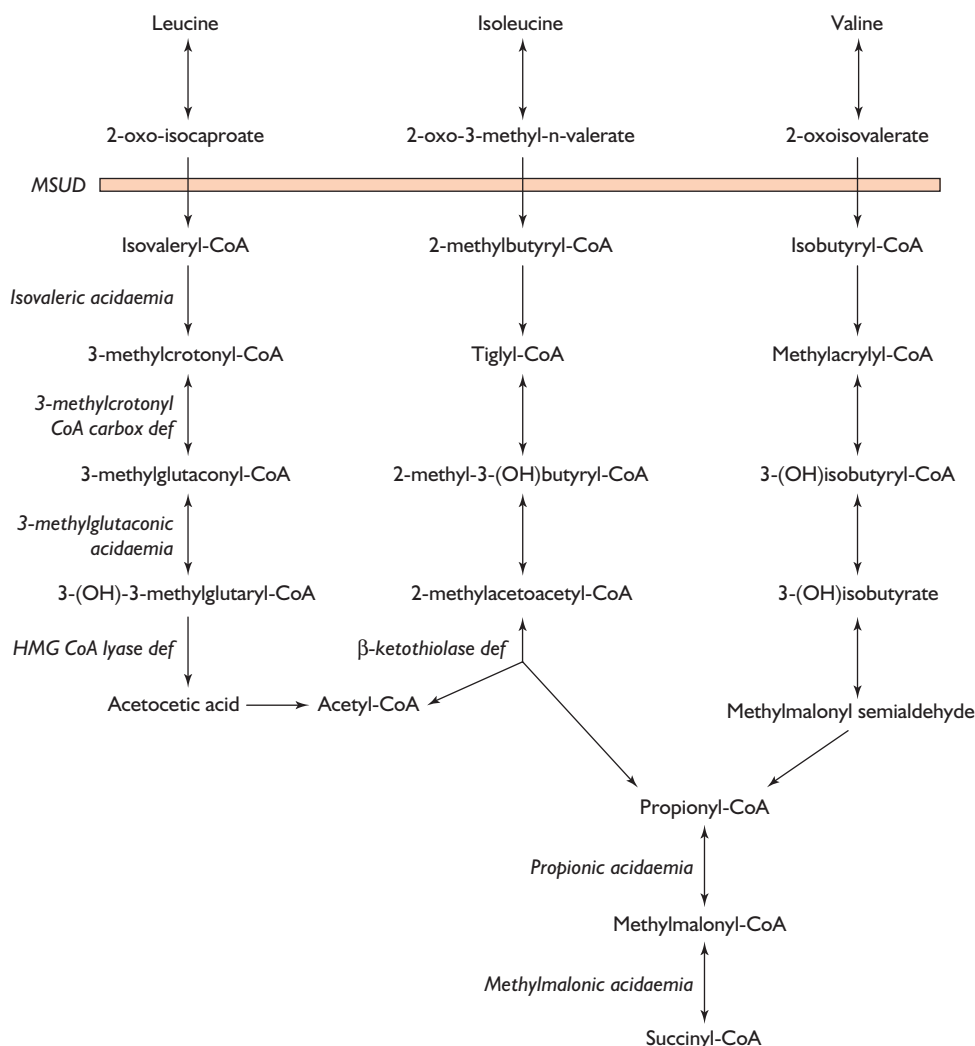 Leucine
Isoleucine
Valine
2-oxo-isocaproate
2-oxo-3-methyl-n-valerate
2-oxoisovalerate
MSUD
Isovaleryl-CoA
2-methylbutyryl-CoA
Isobutyryl-CoA
Isovaleric acidaemia
3-methylcrotonyl-CoA
Tiglyl-CoA
Methylacrylyl-CoA
3-methylcrotonyl
CoA carbox def
3-methylglutaconyl-CoA
2-methyl-3-(OH)butyryl-CoA
3-(OH)isobutyryl-CoA
3-methylglutaconic
acidaemia
3-(OH)-3-methylglutaryl-CoA
2-methylacetoacetyl-CoA
3-(OH)isobutyrate
HMG CoA lyase def
β-ketothiolase def
Acetocetic acid
Acetyl-CoA
Methylmalonyl semialdehyde
Propionyl-CoA
Propionic acidaemia
Methylmalonyl-CoA
Methylmalonic acidaemia
Succinyl-CoA